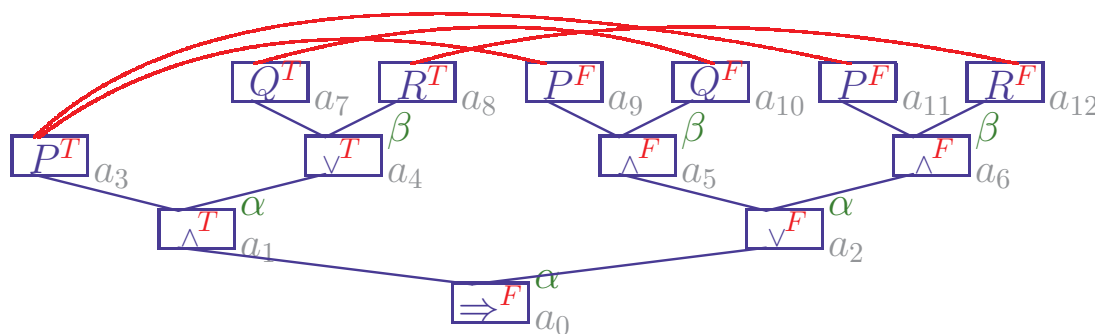 Q^T a_7 R^T a_8 P^F a_9 Q^F a_10 P^F a_11 R^F a_12
P^T a_3 ∨^T β a_4 ∧^F β a_5 ∧^F β a_6
∧^T α a_1 ∨^F α a_2
⇒^F α a_0